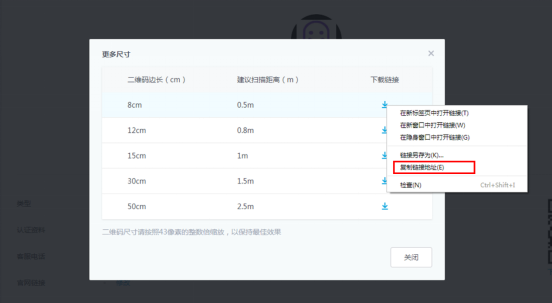 更多尺寸
二维码边长（cm） 建议扫描距离（m） 下载链接
8cm 0.5m
12cm 0.8m
15cm 1m
30cm 1.5m
50cm 2.5m
在新标签页中打开链接(T)
在新窗口中打开链接(W)
在隐身窗口中打开链接(G)
链接另存为(K)...
复制链接地址(E)
检查(N) Ctrl+Shift+I
二维码尺寸请按照43像素的整数倍缩放，以保持最佳效果
关闭